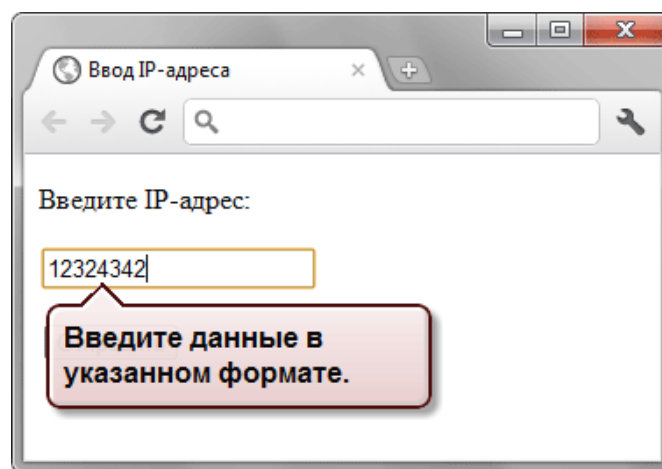 Ввод IP-адреса
Введите IP-адрес:
12324342
Введите данные в
указанном формате.